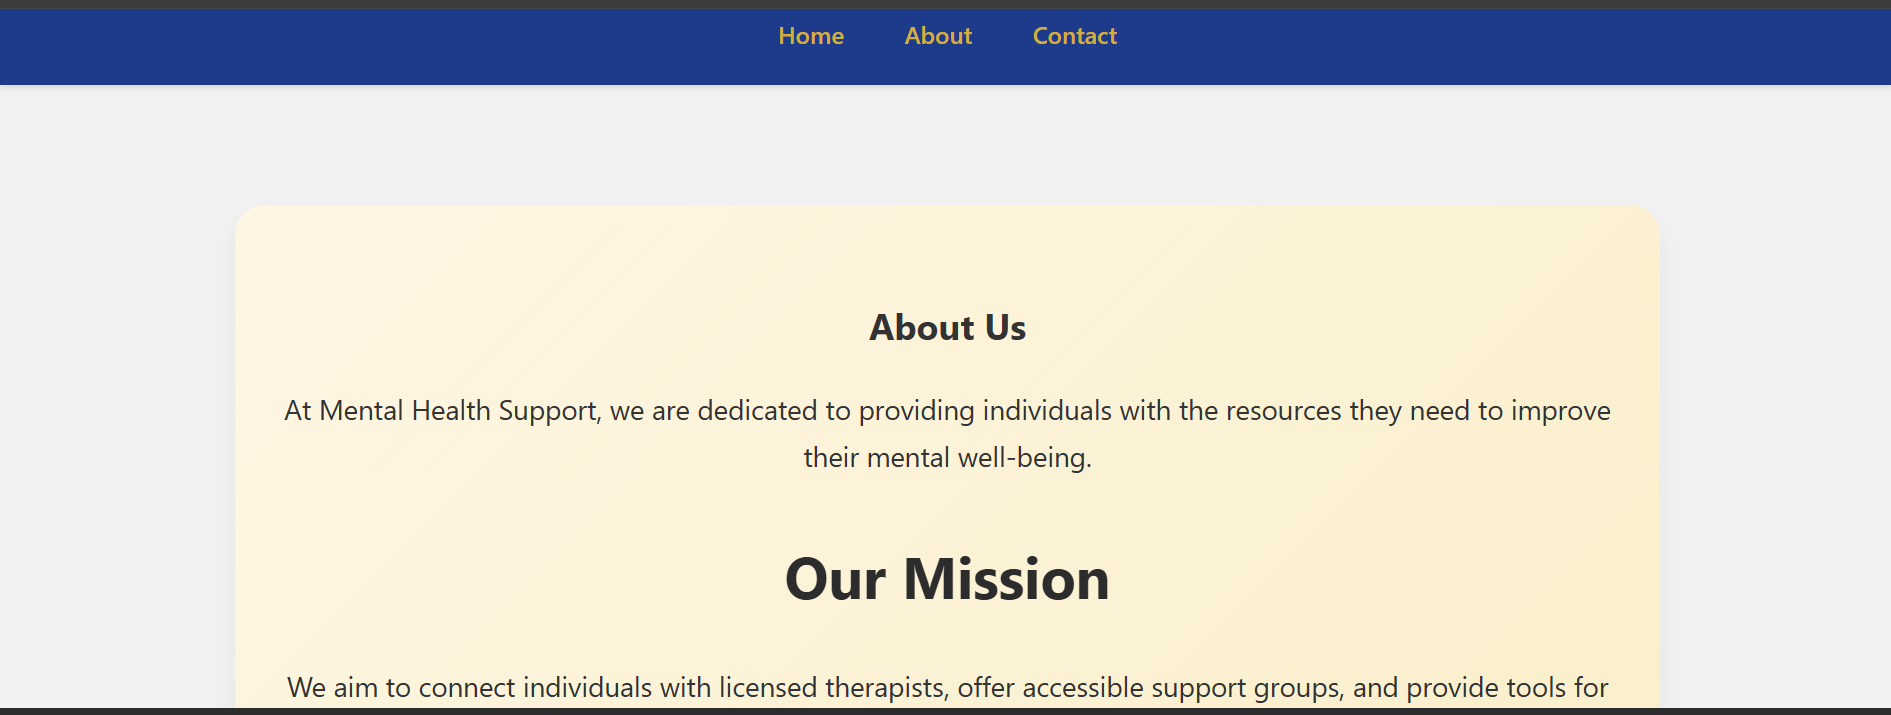 Home About Contact
About Us
At Mental Health Support, we are dedicated to providing individuals with the resources they need to improve
their mental well-being.
Our Mission
We aim to connect individuals with licensed therapists, offer accessible support groups, and provide tools for